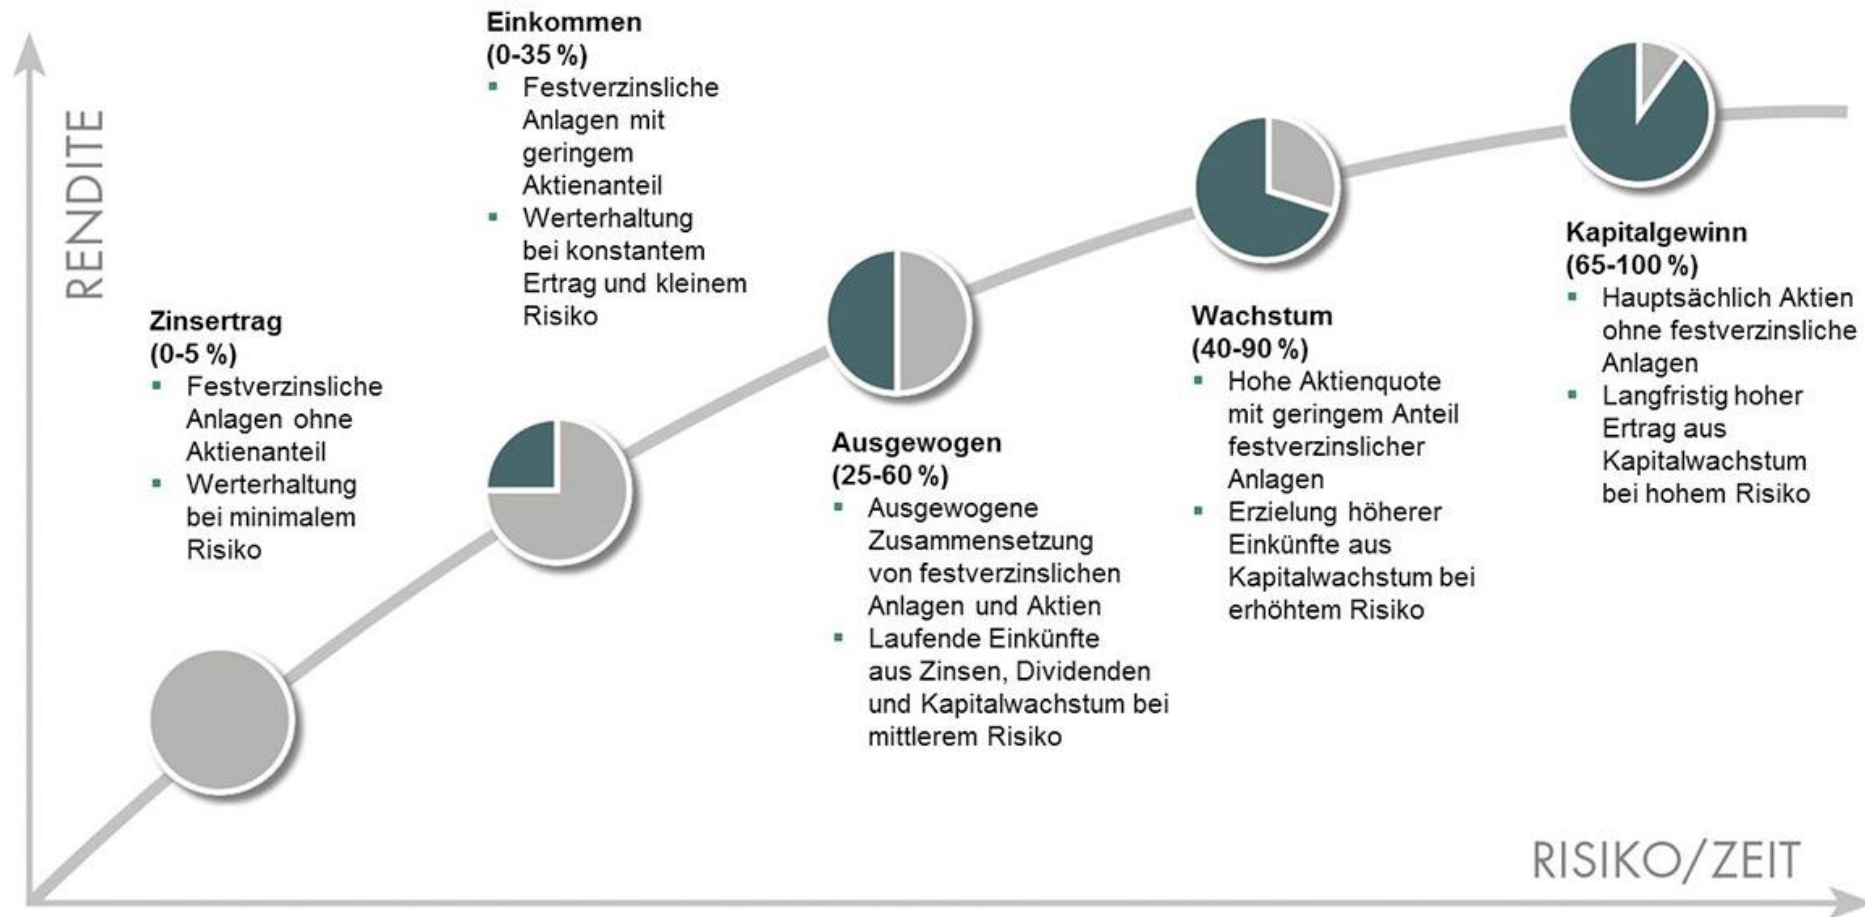 RENDITE
Zinsertrag
(0-5 %)
▪ Festverzinsliche
Anlagen ohne
Aktienanteil
▪ Werterhaltung
bei minimalem
Risiko
Einkommen
(0-35 %)
▪ Festverzinsliche
Anlagen mit
geringem
Aktienanteil
▪ Werterhaltung
bei konstantem
Ertrag und kleinem
Risiko
Ausgewogen
(25-60 %)
▪ Ausgewogene
Zusammensetzung
von festverzinslichen
Anlagen und Aktien
▪ Laufende Einkünfte
aus Zinsen, Dividenden
und Kapitalwachstum bei
mittlerem Risiko
Wachstum
(40-90 %)
▪ Hohe Aktienquote
mit geringem Anteil
festverzinslicher
Anlagen
▪ Erzielung höherer
Einkünfte aus
Kapitalwachstum bei
erhöhtem Risiko
Kapitalgewinn
(65-100 %)
▪ Hauptsächlich Aktien
ohne festverzinsliche
Anlagen
▪ Langfristig hoher
Ertrag aus
Kapitalwachstum
bei hohem Risiko
RISIKO/ZEIT